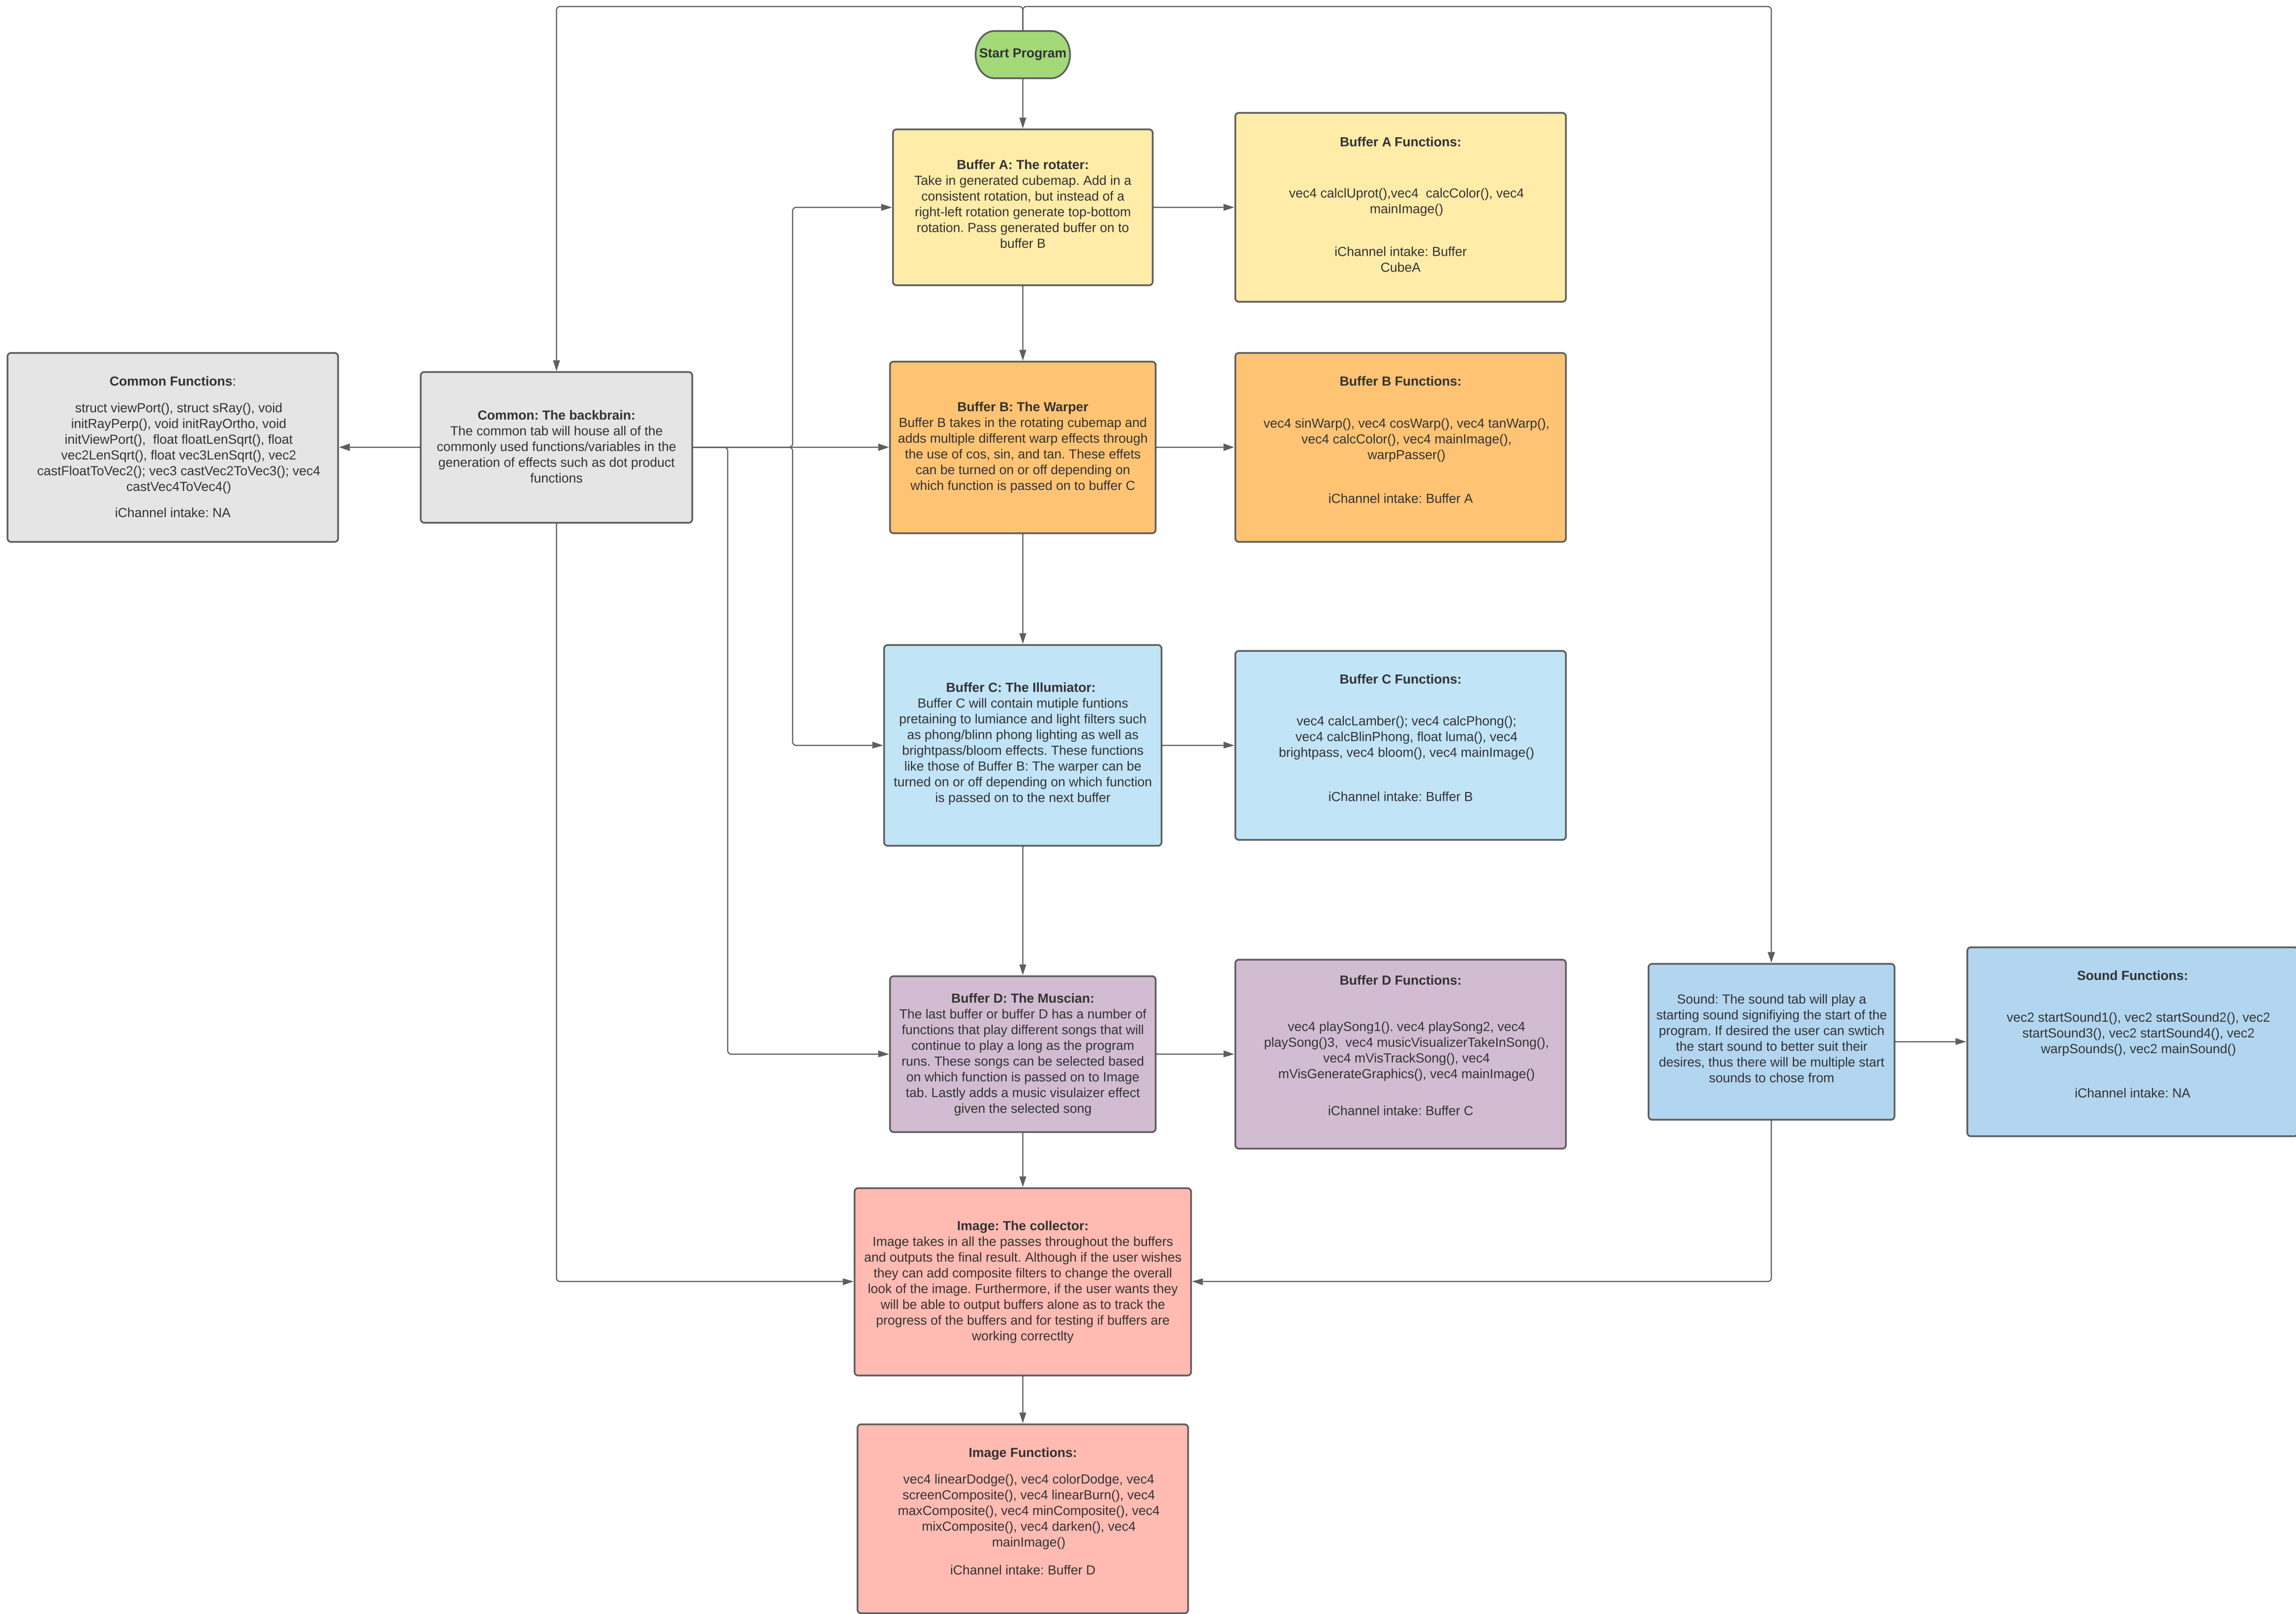 Start Program
Buffer A: The rotater:
Take in generated cubemap. Add in a
consistent rotation, but instead of a
right-left rotation generate top-bottom
rotation. Pass generated buffer on to
buffer B
Buffer A Functions:
vec4 calclUprot(),vec4  calcColor(), vec4
mainImage()
iChannel intake: Buffer
CubeA
Common Functions:
struct viewPort(), struct sRay(), void
initRayPerp(), void initRayOrtho, void
initViewPort(),  float floatLenSqrt(), float
vec2LenSqrt(), float vec3LenSqrt(), vec2
castFloatToVec2(); vec3 castVec2ToVec3(); vec4
castVec4ToVec4()
iChannel intake: NA
Common: The backbrain:
The common tab will house all of the
commonly used functions/variables in the
generation of effects such as dot product
functions
Buffer B: The Warper
Buffer B takes in the rotating cubemap and
adds multiple different warp effects through
the use of cos, sin, and tan. These effets
can be turned on or off depending on
which function is passed on to buffer C
Buffer B Functions:
vec4 sinWarp(), vec4 cosWarp(), vec4 tanWarp(),
vec4 calcColor(), vec4 mainImage(),
warpPasser()
iChannel intake: Buffer A
Buffer C: The Illumiator:
Buffer C will contain mutiple funtions
pretaining to lumiance and light filters such
as phong/blinn phong lighting as well as
brightpass/bloom effects. These functions
like those of Buffer B: The warper can be
turned on or off depending on which function
is passed on to the next buffer
Buffer C Functions:
vec4 calcLamber(); vec4 calcPhong();
vec4 calcBlinPhong, float luma(), vec4
brightpass, vec4 bloom(), vec4 mainImage()
iChannel intake: Buffer B
Buffer D: The Muscian:
The last buffer or buffer D has a number of
functions that play different songs that will
continue to play a long as the program
runs. These songs can be selected based
on which function is passed on to Image
tab. Lastly adds a music visulaizer effect
given the selected song
Buffer D Functions:
vec4 playSong1(). vec4 playSong2, vec4
playSong()3,  vec4 musicVisualizerTakeInSong(),
vec4 mVisTrackSong(), vec4
mVisGenerateGraphics(), vec4 mainImage()
iChannel intake: Buffer C
Sound: The sound tab will play a
starting sound signifiying the start of the
program. If desired the user can swtich
the start sound to better suit their
desires, thus there will be multiple start
sounds to chose from
Sound Functions:
vec2 startSound1(), vec2 startSound2(), vec2
startSound3(), vec2 startSound4(), vec2
warpSounds(), vec2 mainSound()
iChannel intake: NA
Image: The collector:
Image takes in all the passes throughout the buffers
and outputs the final result. Although if the user wishes
they can add composite filters to change the overall
look of the image. Furthermore, if the user wants they
will be able to output buffers alone as to track the
progress of the buffers and for testing if buffers are
working correctlty
Image Functions:
vec4 linearDodge(), vec4 colorDodge, vec4
screenComposite(), vec4 linearBurn(), vec4
maxComposite(), vec4 minComposite(), vec4
mixComposite(), vec4 darken(), vec4
mainImage()
iChannel intake: Buffer D